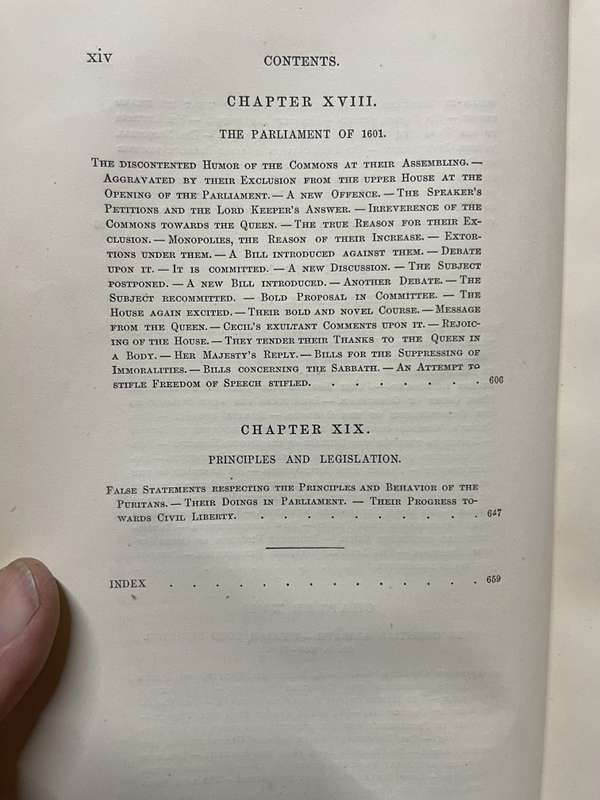 xiv
CONTENTS.
CHAPTER XVIII.
THE PARLIAMENT OF 1601.
The discontented Humor of the Commons at their Assembling. —
Aggravated by their Exclusion from the upper House at the
Opening of the Parliament. — A new Offence. — The Speaker's
Petitions and the Lord Keeper's Answer. — Irreverence of the
Commons towards the Queen. — The true Reason for their Ex-
clusion. — Monopolies, the Reason of their Increase. — Extor-
tions under them. — A Bill introduced against them. — Debate
upon it. — It is committed. — A new Discussion. — The Subject
postponed. — A new Bill introduced. — Another Debate. — The
Subject recommitted. — Bold Proposal in Committee. — The
House again excited. — Their bold and novel Course. — Message
from the Queen. — Cecil's exultant Comments upon it. — Rejoic-
ing of the House. — They tender their Thanks to the Queen in
a Body. — Her Majesty's Reply. — Bills for the Suppressing of
Immoralities. — Bills concerning the Sabbath. — An Attempt to
stifle Freedom of Speech stifled. . . . . . . . 606
CHAPTER XIX.
PRINCIPLES AND LEGISLATION.
False Statements respecting the Principles and Behavior of the
Puritans. — Their Doings in Parliament. — Their Progress to-
wards Civil Liberty. . . . . . . . . . . 647
INDEX . . . . . . . . . . . . . . 659